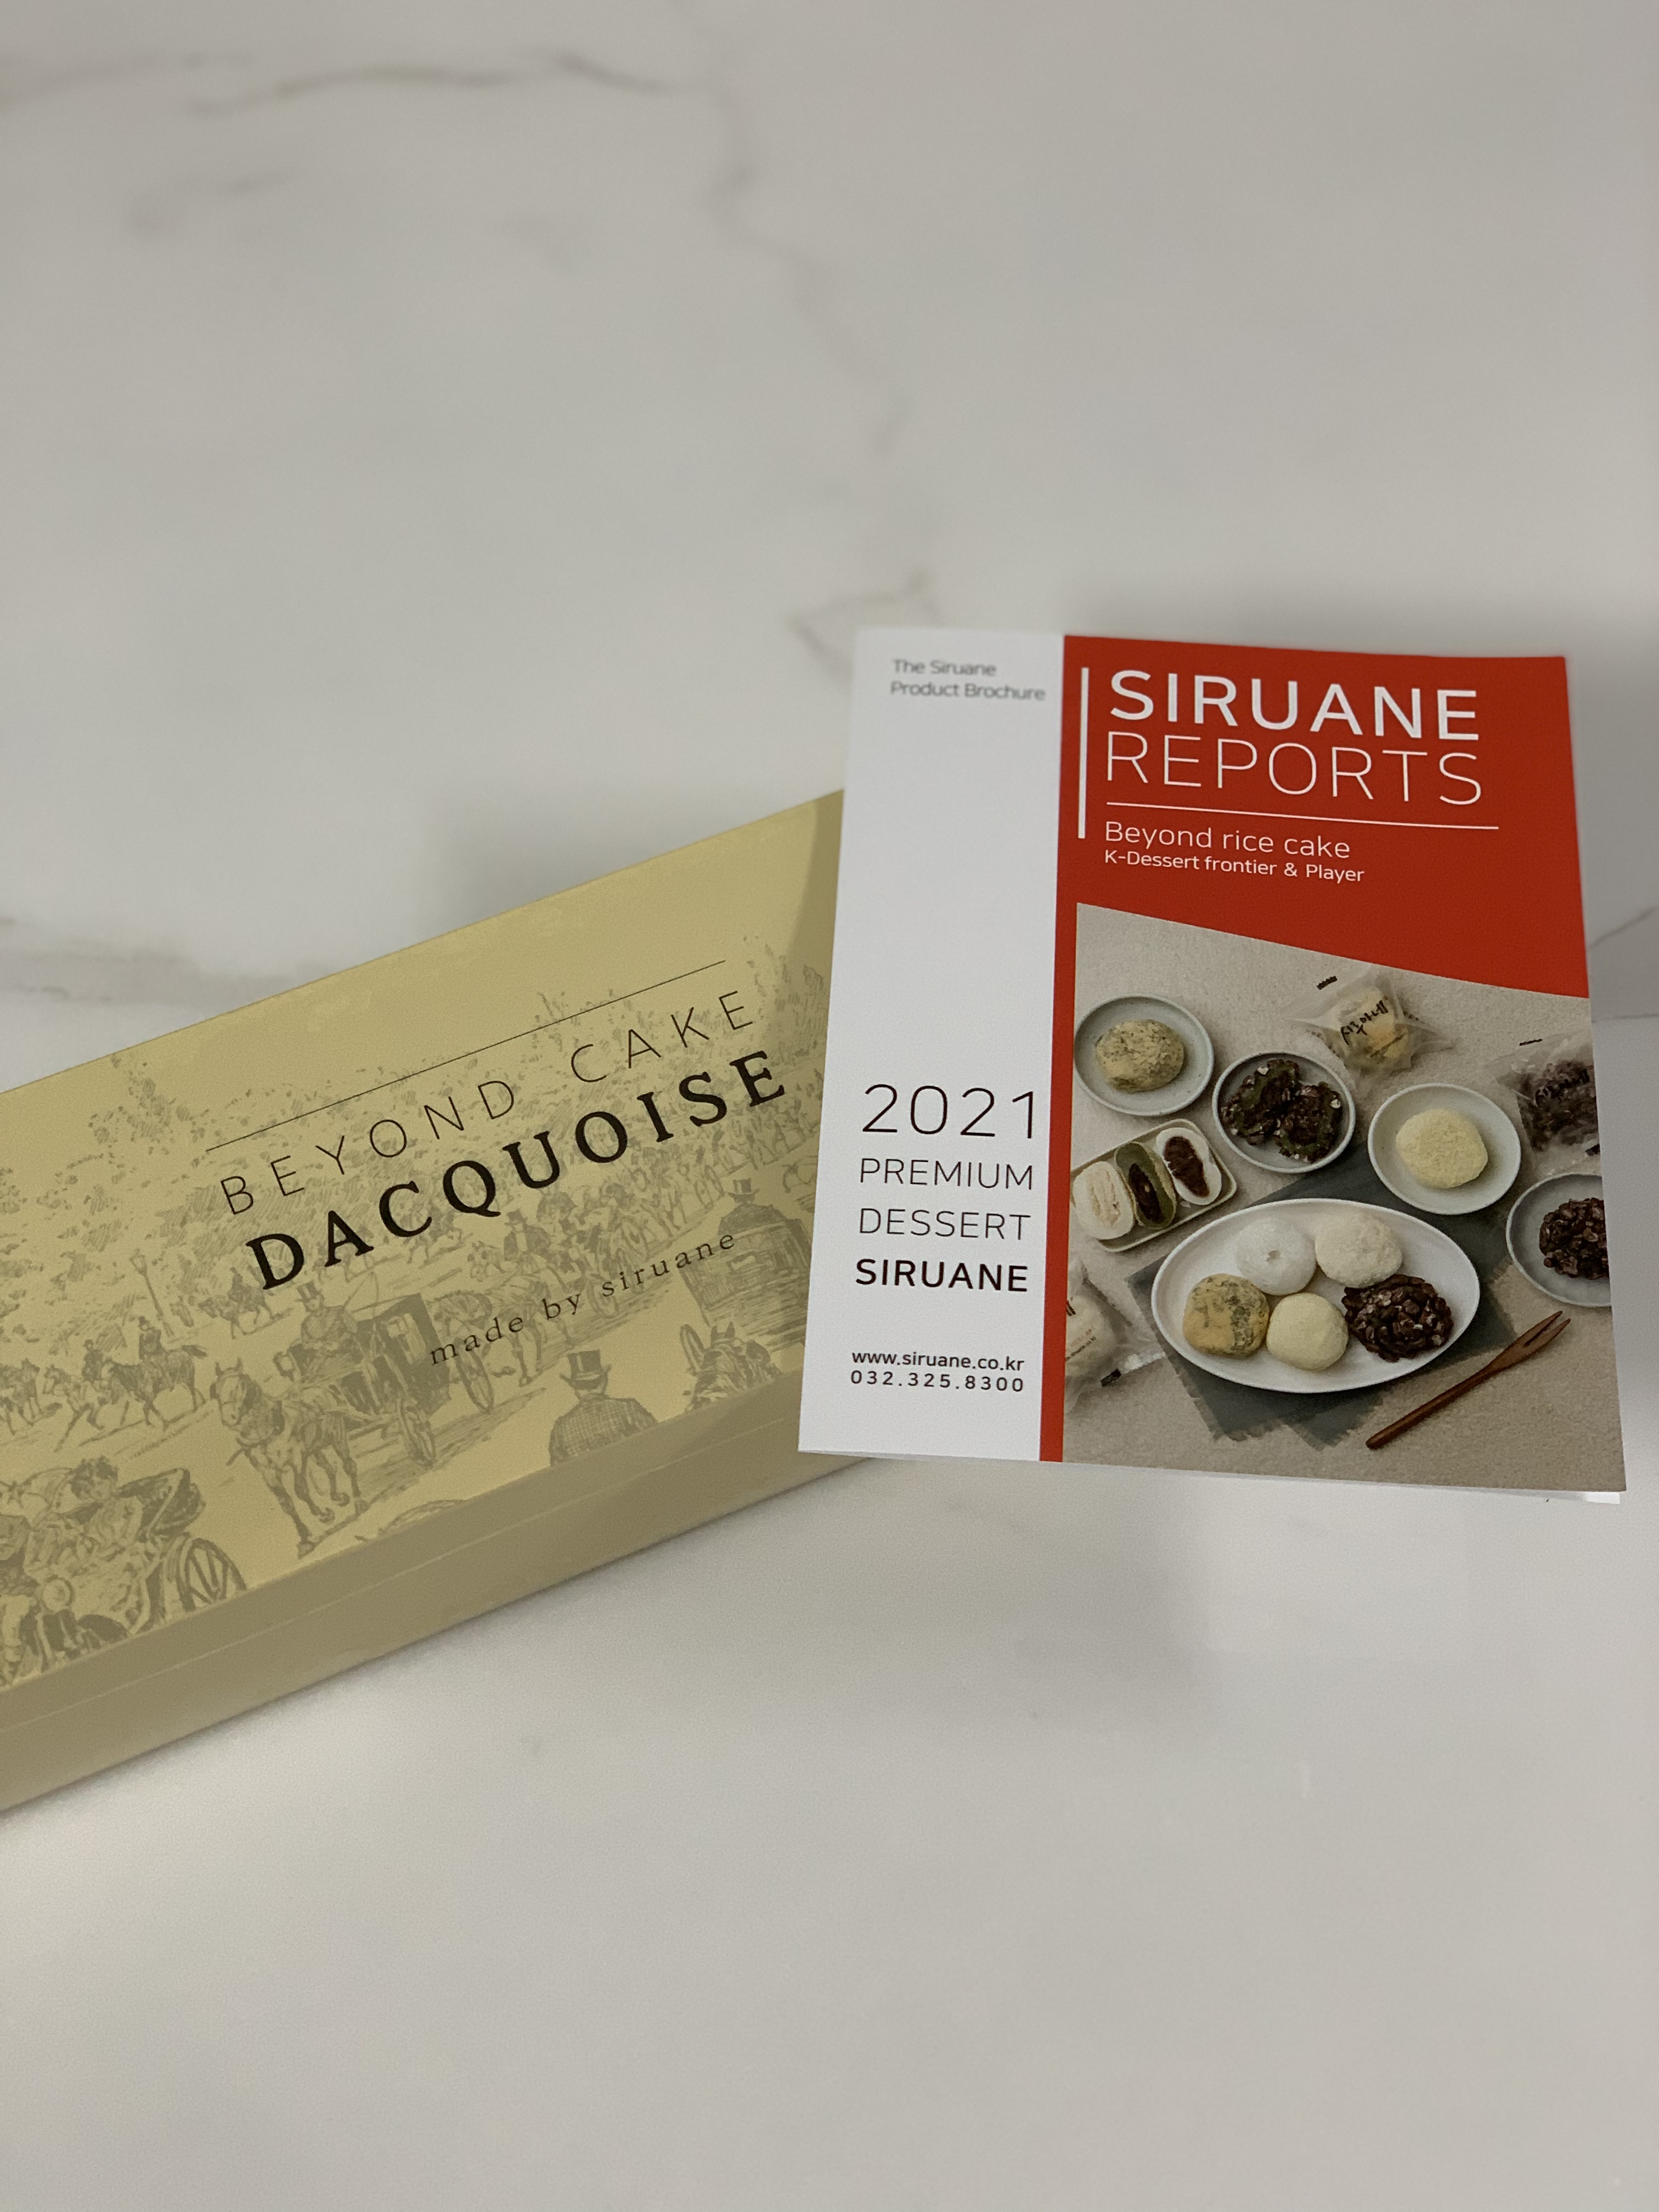 BEYOND CAKE
DACQUOISE
made by siruane
The Siruane
Product Brochure
SIRUANE
REPORTS
Beyond rice cake
K-Dessert frontier & Player
2021
PREMIUM
DESSERT
SIRUANE
www.siruane.co.kr
032.325.8300